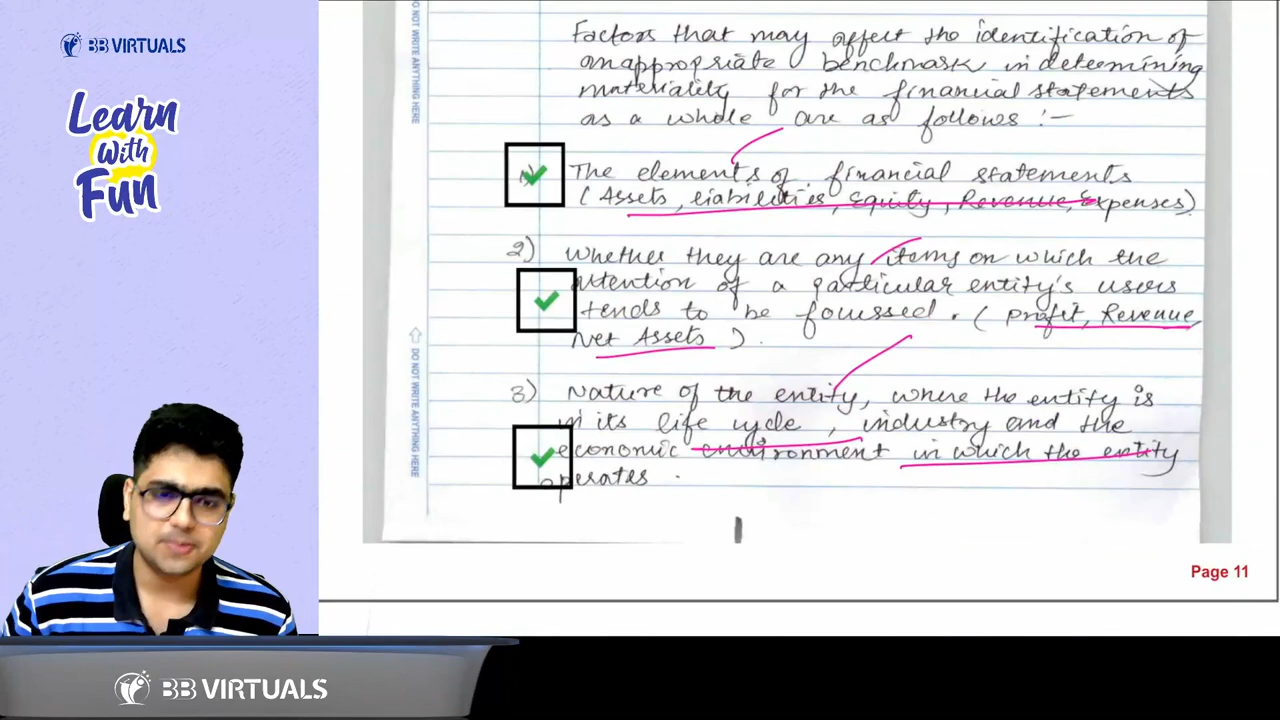 BB VIRTUALS
Learn
With
Fun
DO NOT WRITE ANYTHING HERE
Factors that may affect the identification of
an appropriate benchmark in determining
materiality for the financial statements
as a whole are as follows :-
The elements of financial statements
(Assets, liabilities, Equity, Revenue, Expenses)
2) Whether they are any items on which the
attention of a particular entity's users
tends to be focussed. (Profit, Revenue,
Net Assets).
DO NOT WRITE ANYTHING HERE
3) Nature of the entity, where the entity is
in its life cycle, industry and the
economic environment in which the entity
operates.
Page 11
BB VIRTUALS